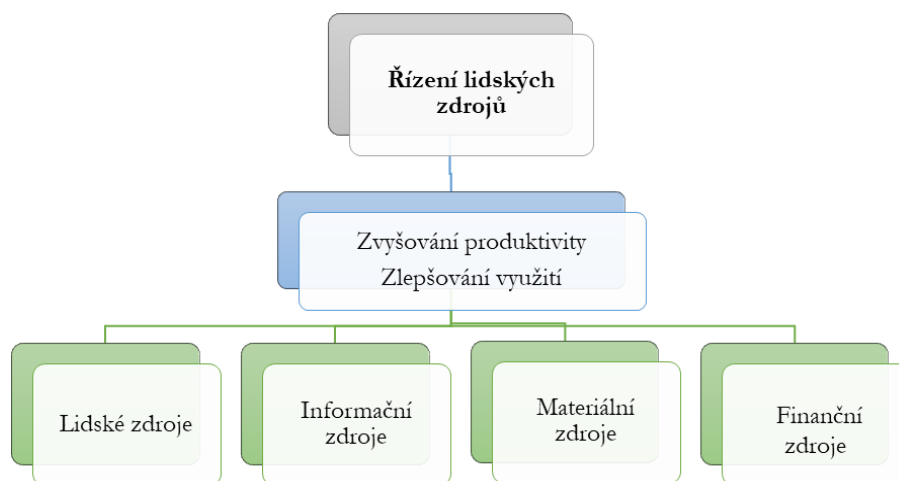 Řízení lidských
zdrojů
Zvyšování produktivity
Zlepšování využití
Lidské zdroje
Informační
zdroje
Materiální
zdroje
Finanční
zdroje